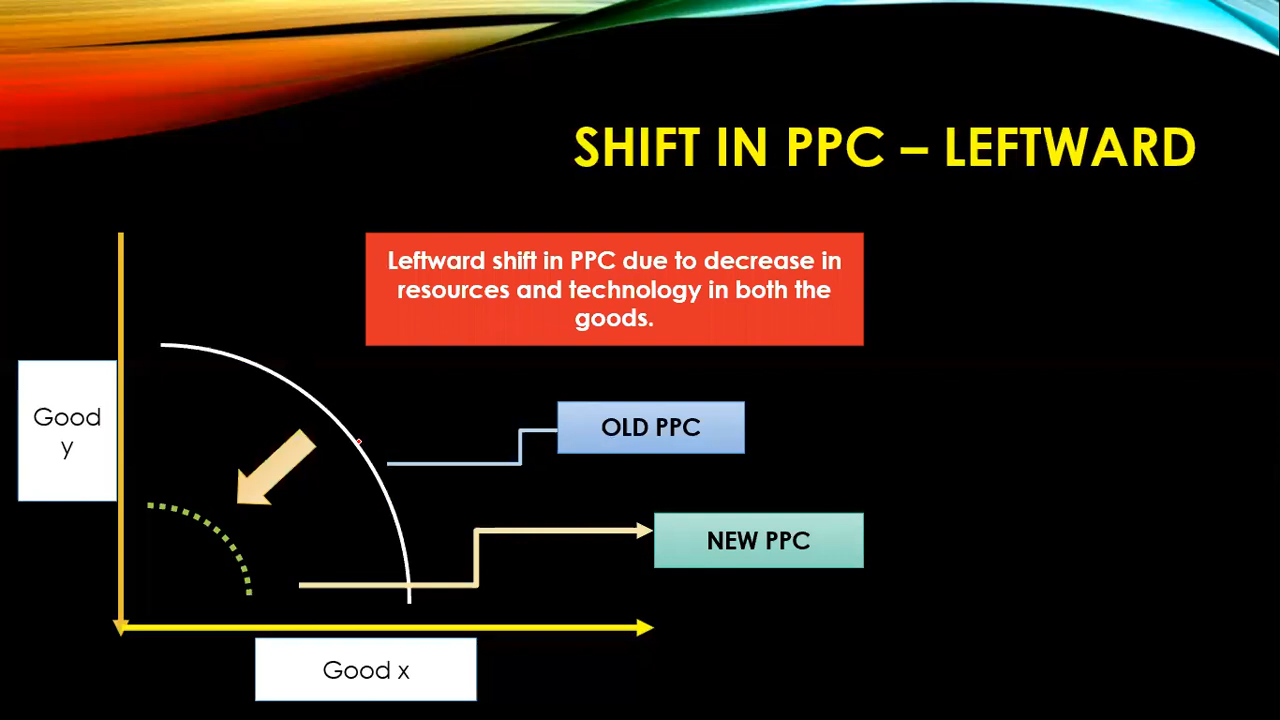 SHIFT IN PPC – LEFTWARD
Leftward shift in PPC due to decrease in
resources and technology in both the
goods.
Good
y
OLD PPC
NEW PPC
Good x